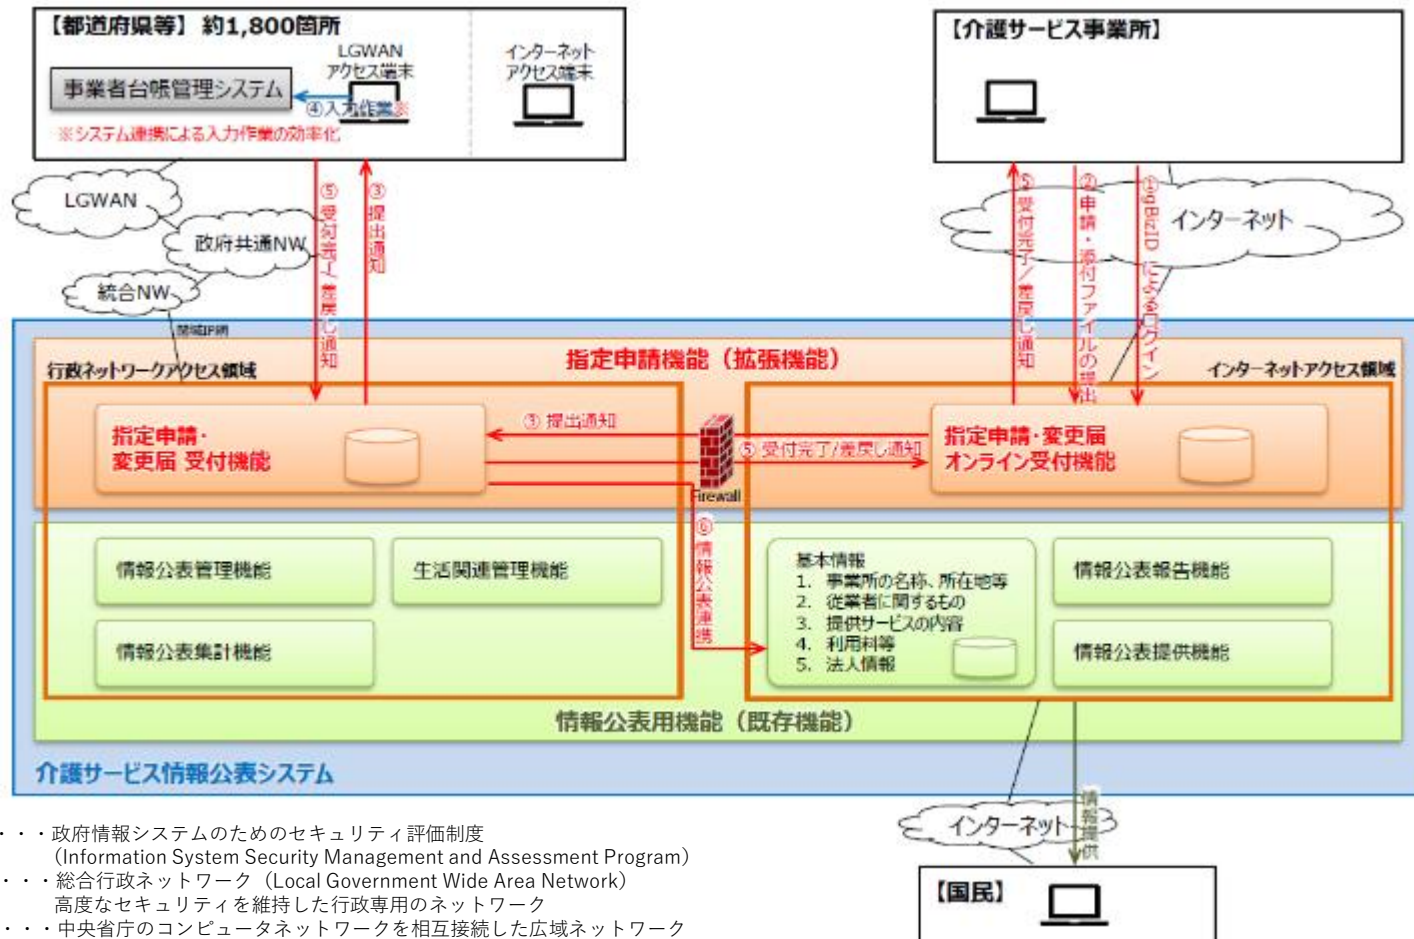 【都道府県等】 約1,800箇所
LGWAN
アクセス端末
インターネット
アクセス端末
事業者台帳管理システム
④入力作業※
※システム連携による入力作業の効率化
【介護サービス事業所】
LGWAN
政府共通NW
統合NW
閉域IP網
⑤受付完了/差戻し通知
③提出通知
インターネット
⑤受付完了/差戻し通知
②申請・添付ファイルの提出
①gBizID によるログイン
指定申請機能（拡張機能）
行政ネットワークアクセス領域
インターネットアクセス領域
指定申請・
変更届 受付機能
③ 提出通知
⑤ 受付完了/差戻し通知
Firewall
指定申請・変更届
オンライン受付機能
⑥情報公表連携
情報公表管理機能
生活関連管理機能
情報公表集計機能
基本情報
1. 事業所の名称、所在地等
2. 従業者に関するもの
3. 提供サービスの内容
4. 利用料等
5. 法人情報
情報公表報告機能
情報公表提供機能
情報公表用機能（既存機能）
介護サービス情報公表システム
インターネット
情報提供
【国民】
・・・政府情報システムのためのセキュリティ評価制度
（Information System Security Management and Assessment Program）
・・・総合行政ネットワーク（Local Government Wide Area Network）
高度なセキュリティを維持した行政専用のネットワーク
・・・中央省庁のコンピュータネットワークを相互接続した広域ネットワーク